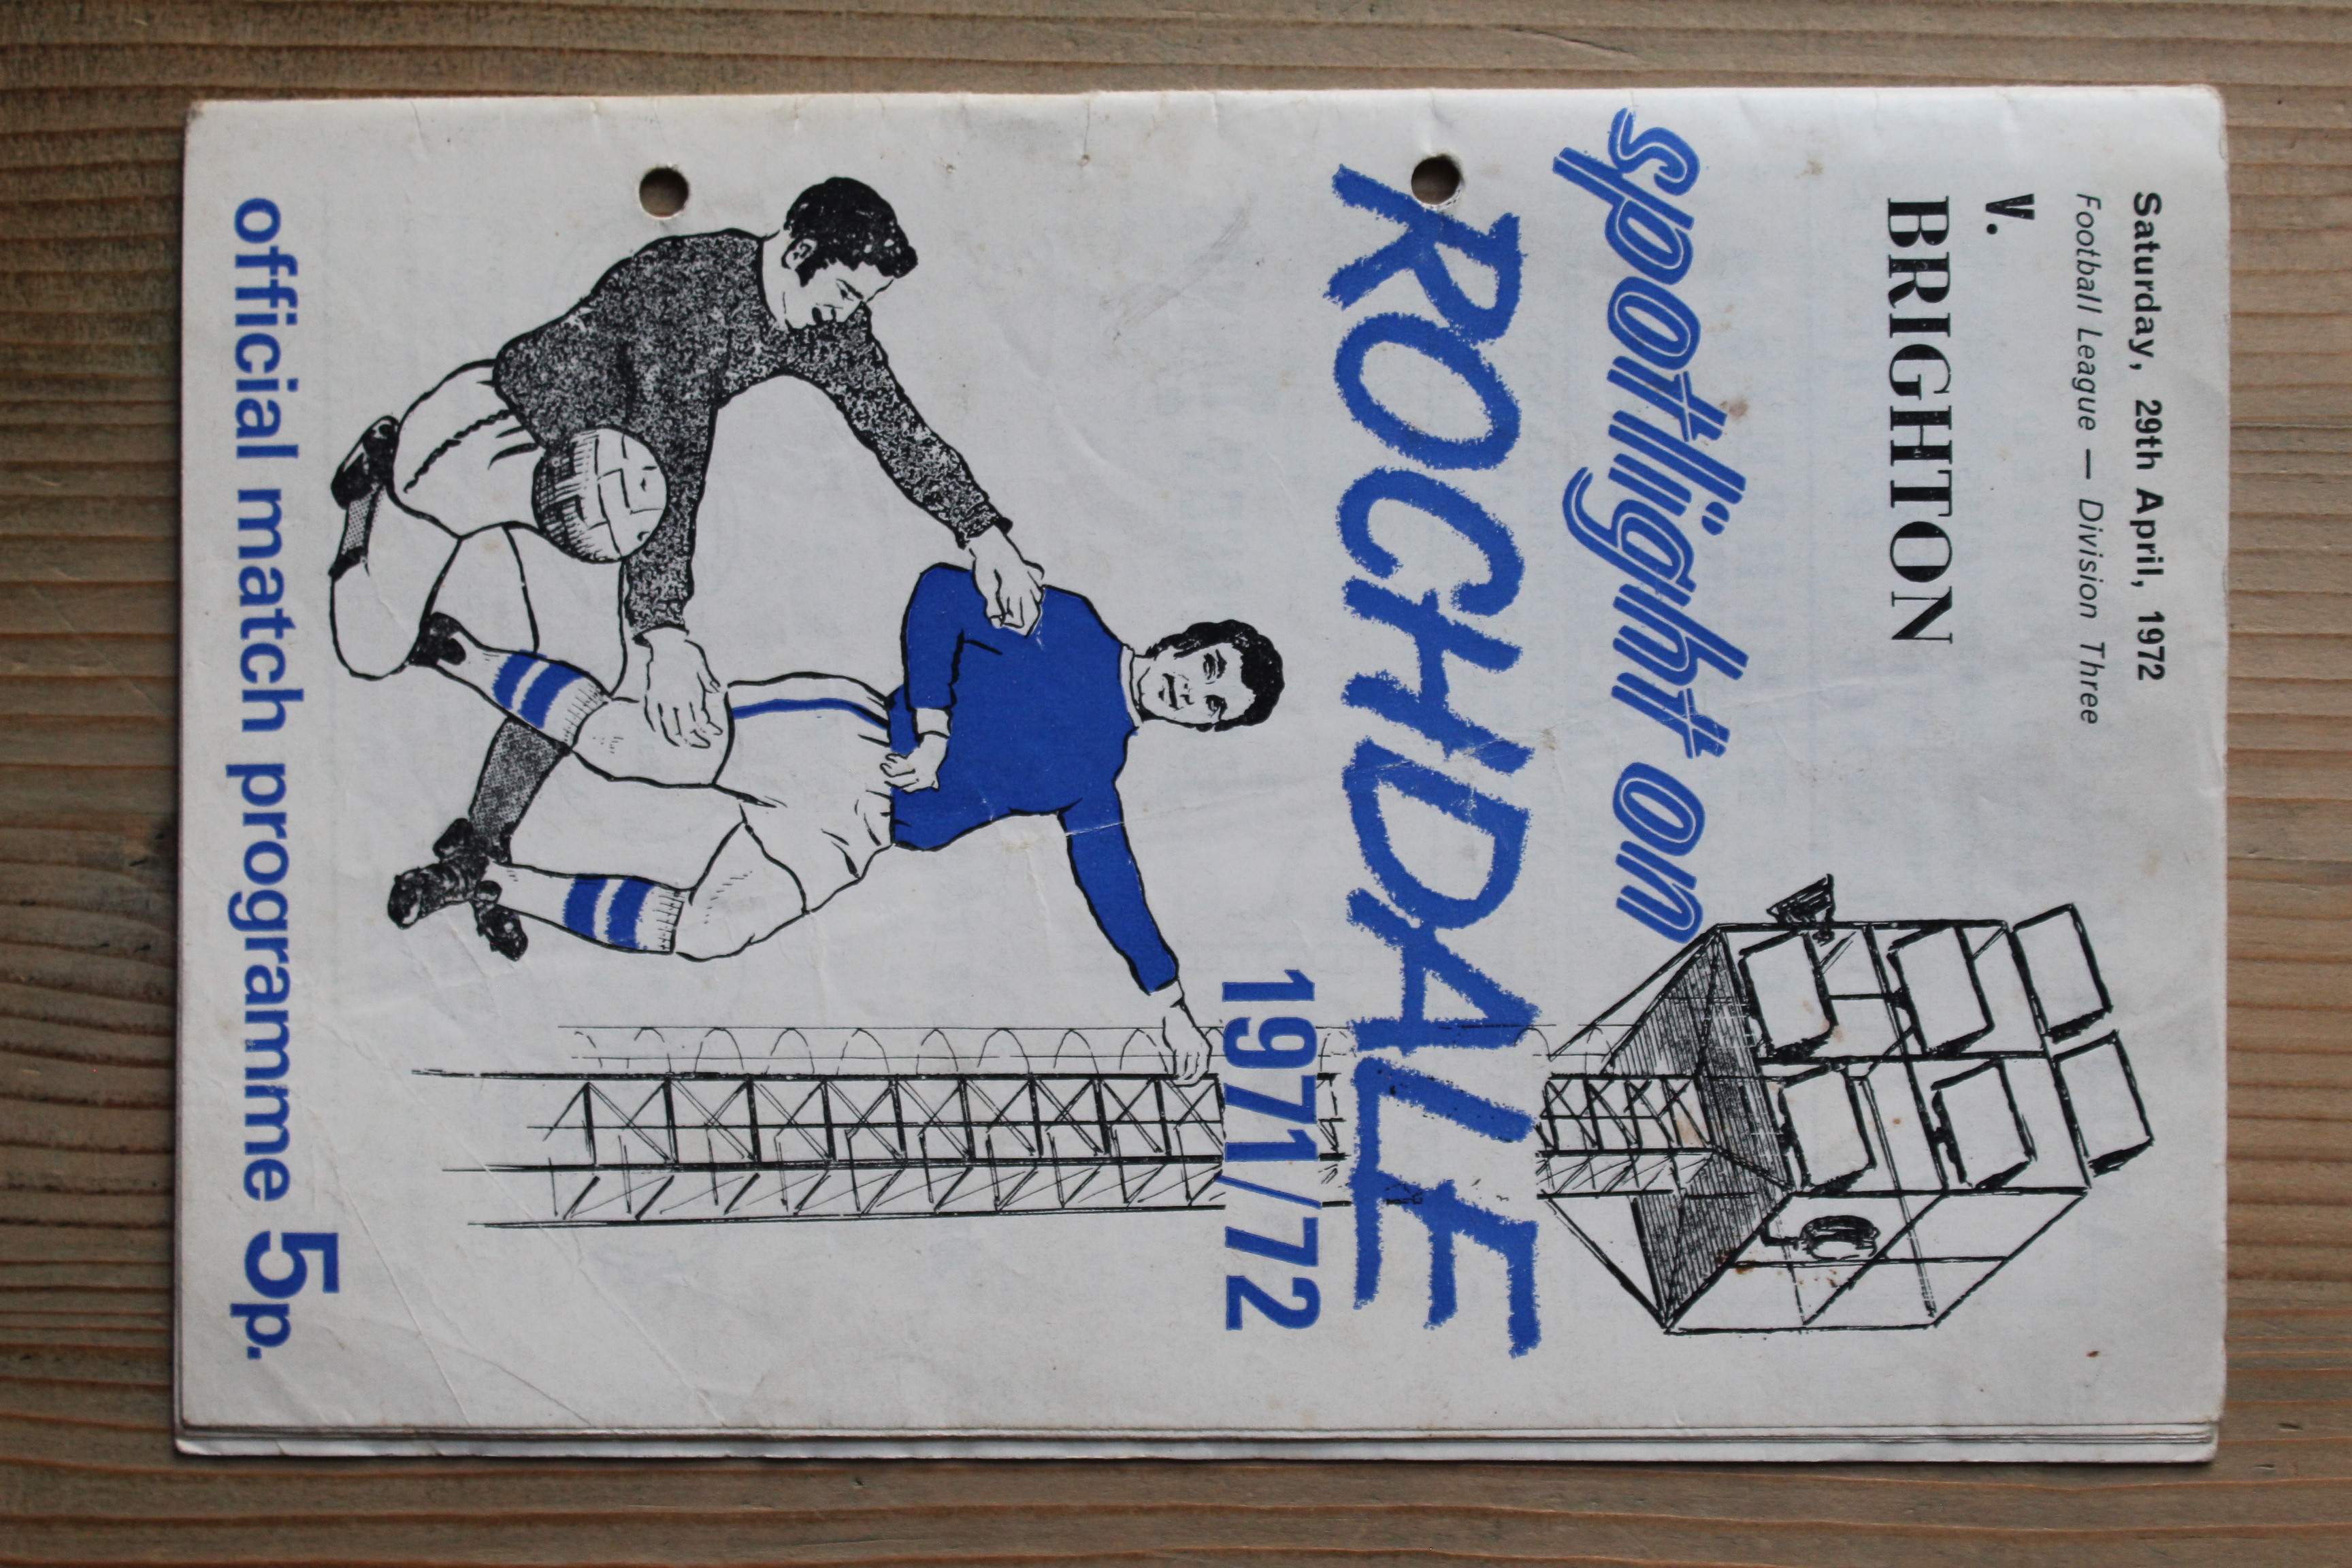 Saturday, 29th April, 1972
Football League — Division Three
v.
BRIGHTON
spotlight on
ROCHDALE
1971/72
official match programme 5p.